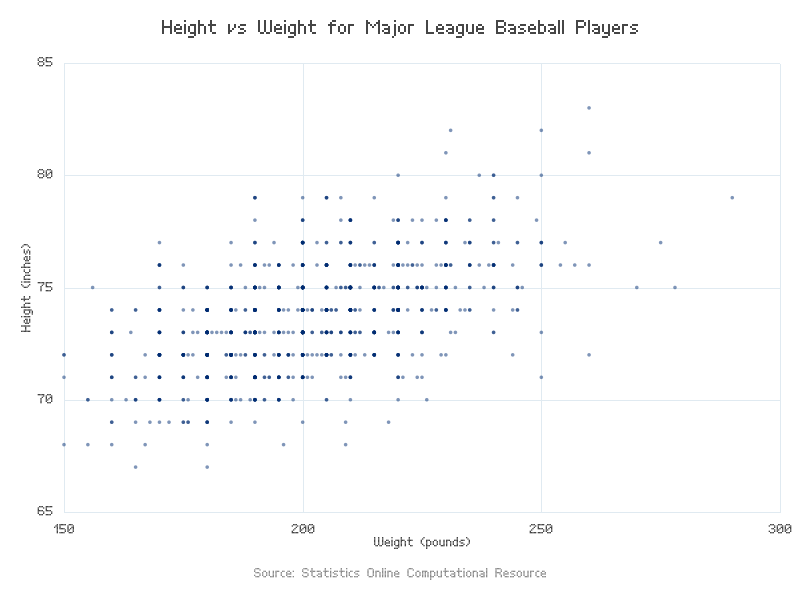 Height vs Weight for Major League Baseball Players
85
80
75
70
65
Height (inches)
150
200
250
300
Weight (pounds)
Source: Statistics Online Computational Resource